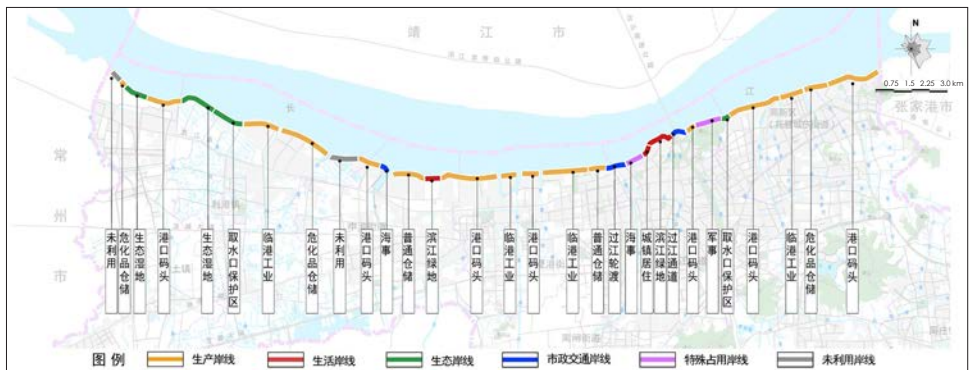 靖 江 市
N
0.75 1.5 2.25 3.0 km
长
江
张家港市
常
州
市
利港镇
土镇
未利用
危化品仓储
生态湿地
港口码头
生态湿地
取水口保护区
临港工业
危化品仓储
未利用
港口码头
海事
普通仓储
滨江绿地
港口码头
临港工业
港口码头
临港工业
普通仓储
过江轮渡
海事
城镇居住
滨江绿地
过江通道
港口码头
军事
取水口保护区
港口码头
临港工业
危化品仓储
港口码头
图 例
生产岸线
生活岸线
生态岸线
市政交通岸线
特殊占用岸线
未利用岸线